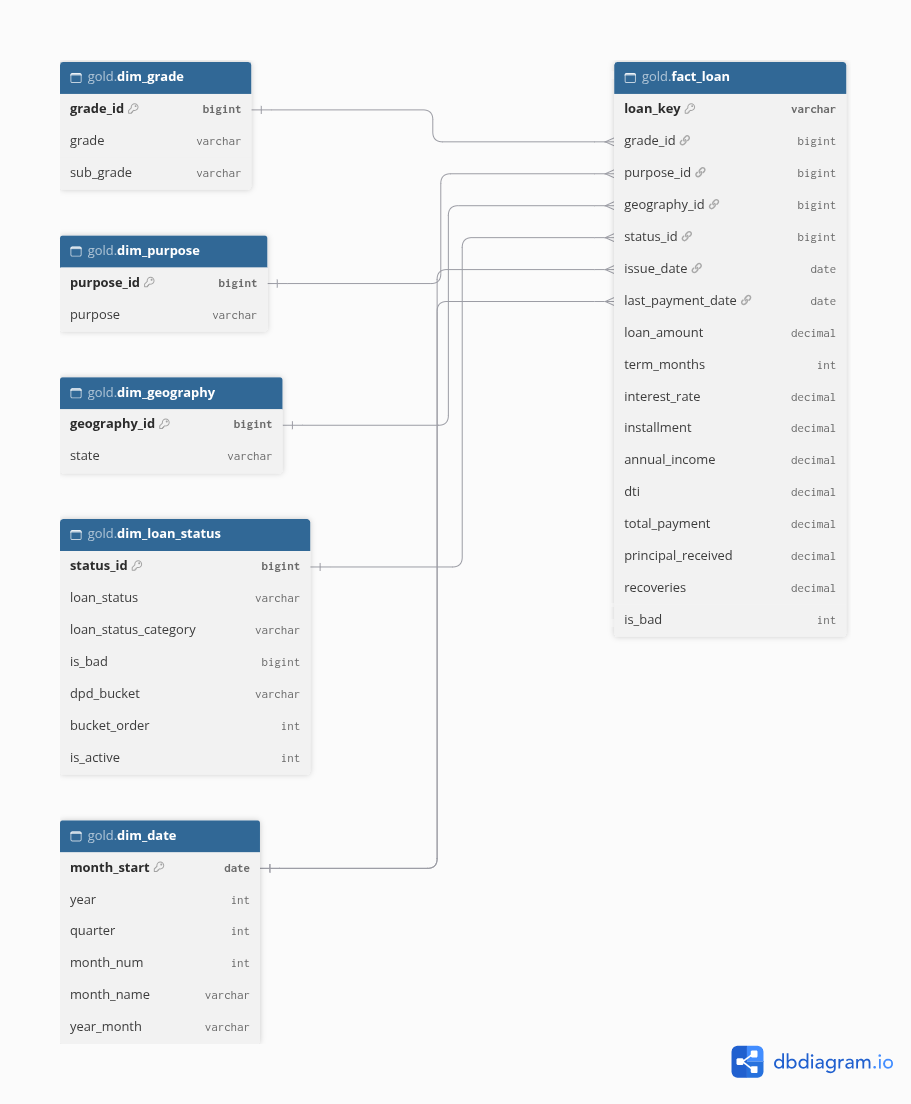 gold.dim_grade
grade_id bigint
grade varchar
sub_grade varchar
gold.dim_purpose
purpose_id bigint
purpose varchar
gold.dim_geography
geography_id bigint
state varchar
gold.dim_loan_status
status_id bigint
loan_status varchar
loan_status_category varchar
is_bad bigint
dpd_bucket varchar
bucket_order int
is_active int
gold.dim_date
month_start date
year int
quarter int
month_num int
month_name varchar
year_month varchar
gold.fact_loan
loan_key varchar
grade_id bigint
purpose_id bigint
geography_id bigint
status_id bigint
issue_date date
last_payment_date date
loan_amount decimal
term_months int
interest_rate decimal
installment decimal
annual_income decimal
dti decimal
total_payment decimal
principal_received decimal
recoveries decimal
is_bad int
dbdiagram.io